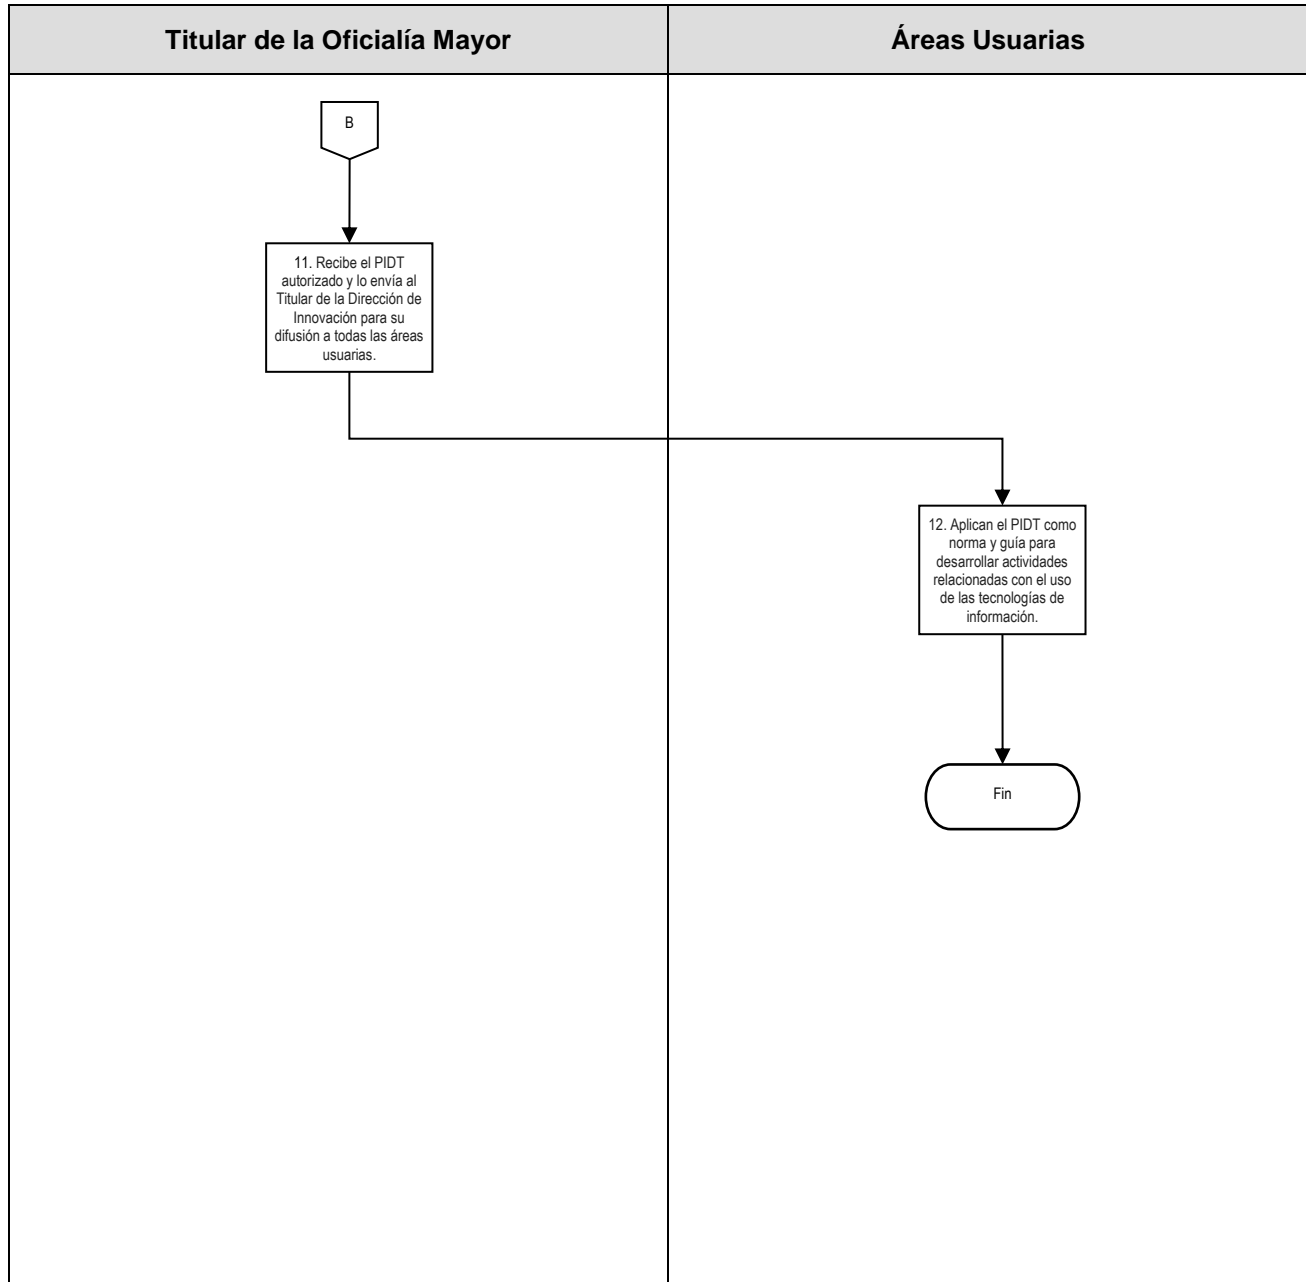 Titular de la Oficialía Mayor
Áreas Usuarias
B
11. Recibe el PIDT
autorizado y lo envía al
Titular de la Dirección de
Innovación para su
difusión a todas las áreas
usuarias.
12. Aplican el PIDT como
norma y guía para
desarrollar actividades
relacionadas con el uso
de las tecnologías de
información.
Fin